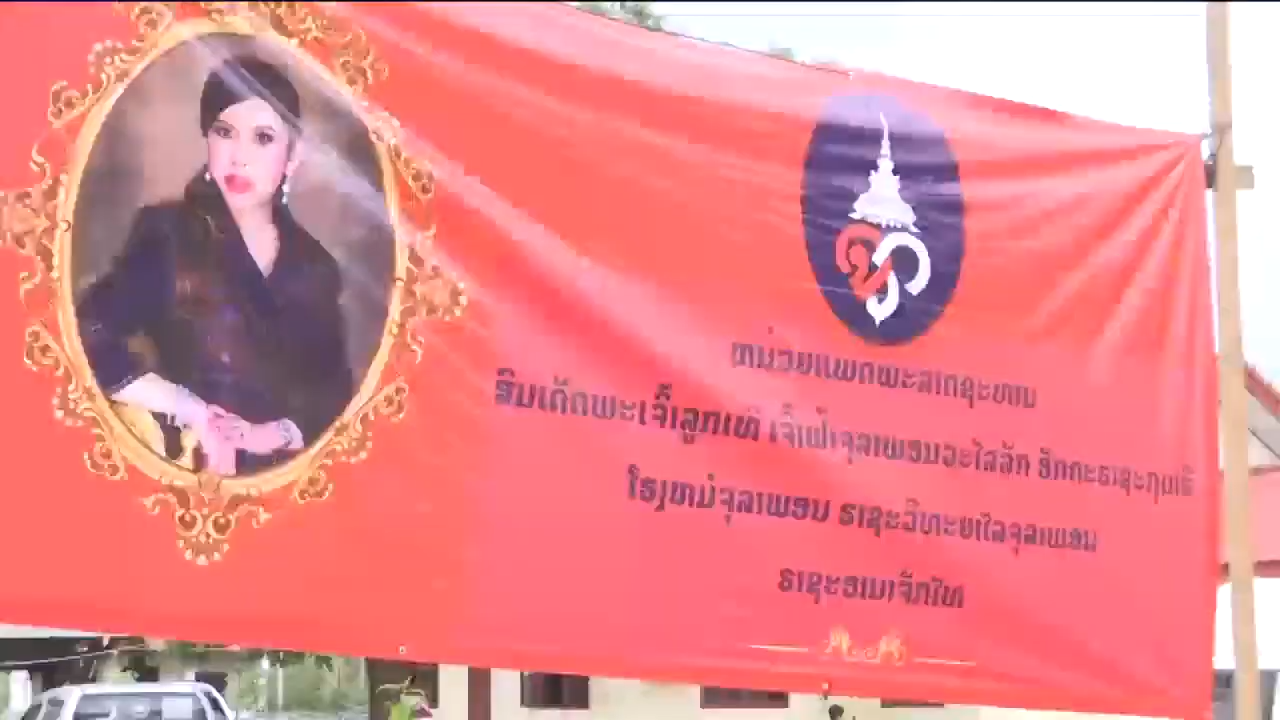 ຫນ່ວຍແພດພະລາດຊະທານ
ສົມເດັດພະເຈົ້າລູກເທີ ເຈົ້າຟ້າຈຸລາພອນວະໄລລັກ ອັກຄະຣາຊະກຸມາຣີ
ໂຮງຫມໍຈຸລາພອນ ຣາຊະວິທະຍາໄລຈຸລາພອນ
ຣາຊະອານາຈັກໄທ